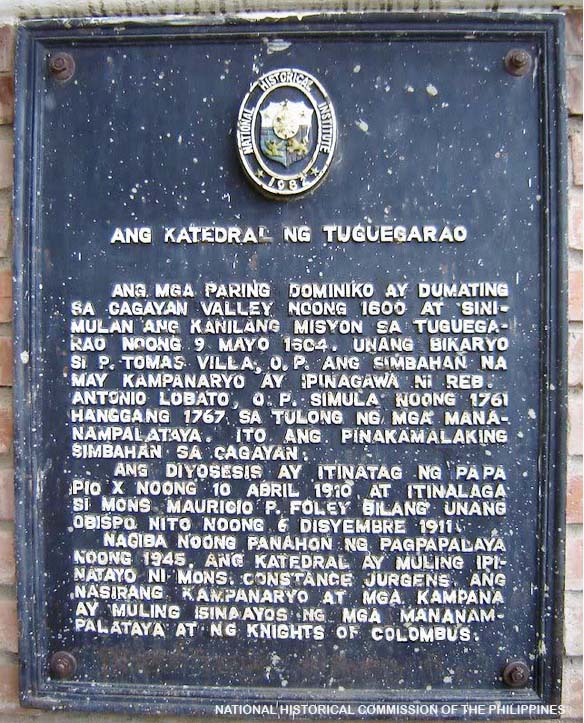 NATIONAL HISTORICAL INSTITUTE
1982
ANG KATEDRAL NG TUGUEGARAO
ANG MGA PARING DOMINIKO AY DUMATING
SA CAGAYAN VALLEY NOONG 1600 AT SINI-
MULAN ANG KANILANG MISYON SA TUGUEGA-
RAO NOONG 9 MAYO 1604. UNANG BIKARYO
SI P. TOMAS VILLA, O.P. ANG SIMBAHAN NA
MAY KAMPANARYO AY IPINAGAWA NI REB.
ANTONIO LOBATO, O.P. SIMULA NOONG 1761
HANGGANG 1767, SA TULONG NG MGA MANA-
NAMPALATAYA. ITO ANG PINAKAMALAKING
SIMBAHAN SA CAGAYAN.
ANG DIYOSESIS AY ITINATAG NG PAPA
PIO X NOONG 10 ABRIL 1910 AT ITINALAGA
SI MONS. MAURICIO P. FOLEY BILANG UNANG
OBISPO NITO NOONG 6 DISYEMBRE 1911.
NAGIBA NOONG PANAHON NG PAGPAPALAYA
NOONG 1945, ANG KATEDRAL AY MULING IPI-
NATAYO NI MONS. CONSTANCE JURGENS. ANG
NASIRANG KAMPANARYO AT MGA KAMPANA
AY MULING ISINAAYOS NG MGA MANANAM-
PALATAYA AT NG KNIGHTS OF COLOMBUS.
NATIONAL HISTORICAL COMMISSION OF THE PHILIPPINES